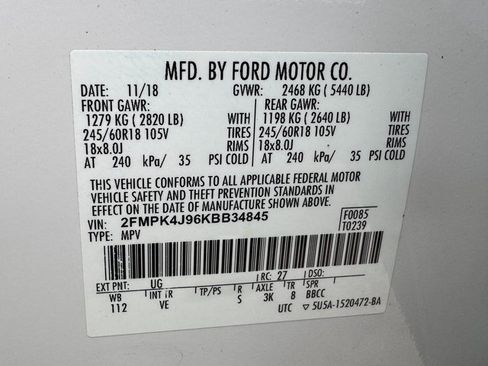 MFD. BY FORD MOTOR CO.
DATE: 11/18 GVWR: 2468 KG (5440 LB)
FRONT GAWR: REAR GAWR:
1279 KG (2820 LB) WITH 1198 KG (2640 LB) WITH
245/60R18 105V TIRES 245/60R18 105V TIRES
18x8.0J RIMS 18x8.0J RIMS
AT 240 kPa/ 35 PSI COLD AT 240 kPa/ 35 PSI COLD
THIS VEHICLE CONFORMS TO ALL APPLICABLE FEDERAL MOTOR
VEHICLE SAFETY AND THEFT PREVENTION STANDARDS IN
EFFECT ON THE DATE OF MANUFACTURE SHOWN ABOVE.
VIN: 2FMPK4J96KBB34845 F0085
TYPE: MPV T0239
EXT PNT: UG RC: 27 DSO:
WB INT TR TP/PS R AXLE TR SPR
112 VE S 3K 8 BBCC
UTC ▽ 5U5A-1520472-BA